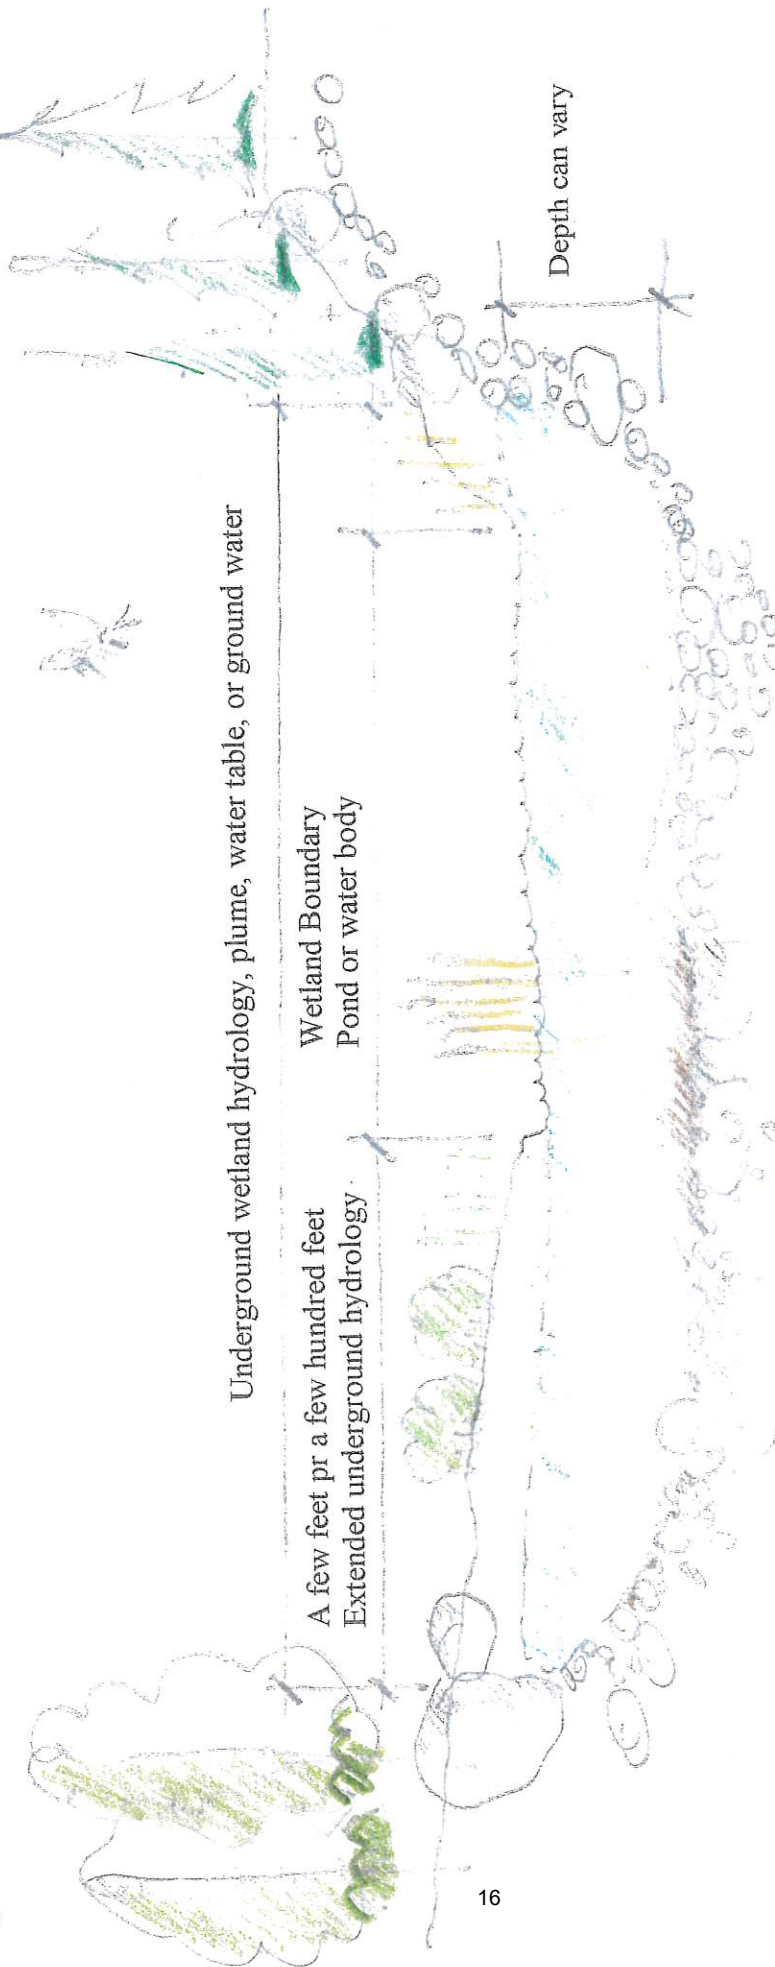 Underground wetland hydrology, plume, water table, or ground water
A few feet pr a few hundred feet
Extended underground hydrology
Wetland Boundary
Pond or water body
Depth can vary
16